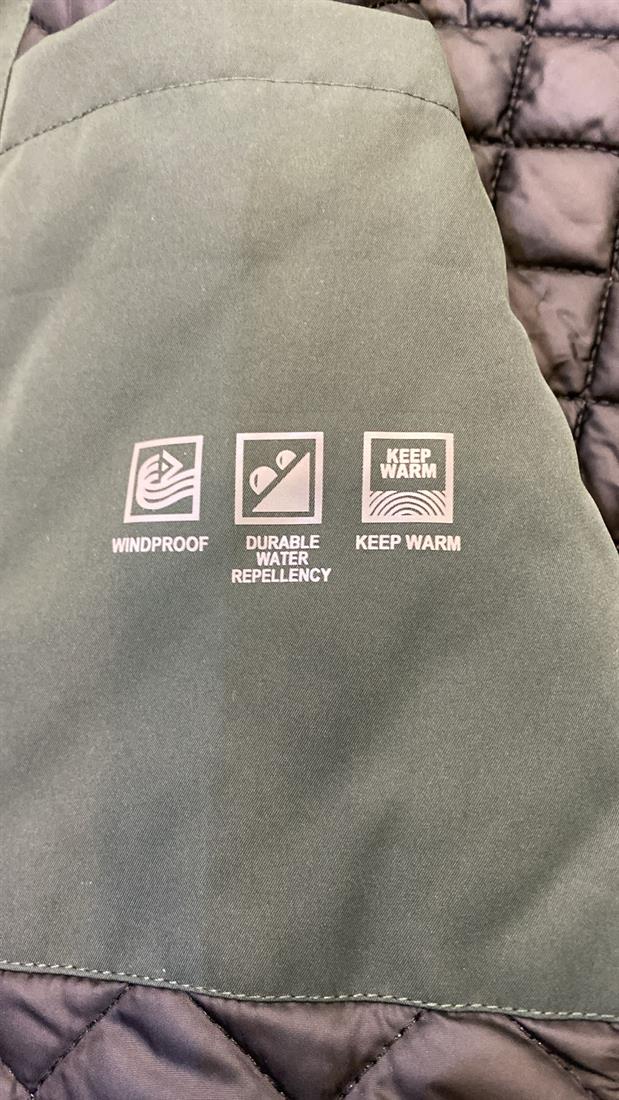 KEEP
WARM
WINDPROOF
DURABLE
WATER
REPELLENCY
KEEP WARM